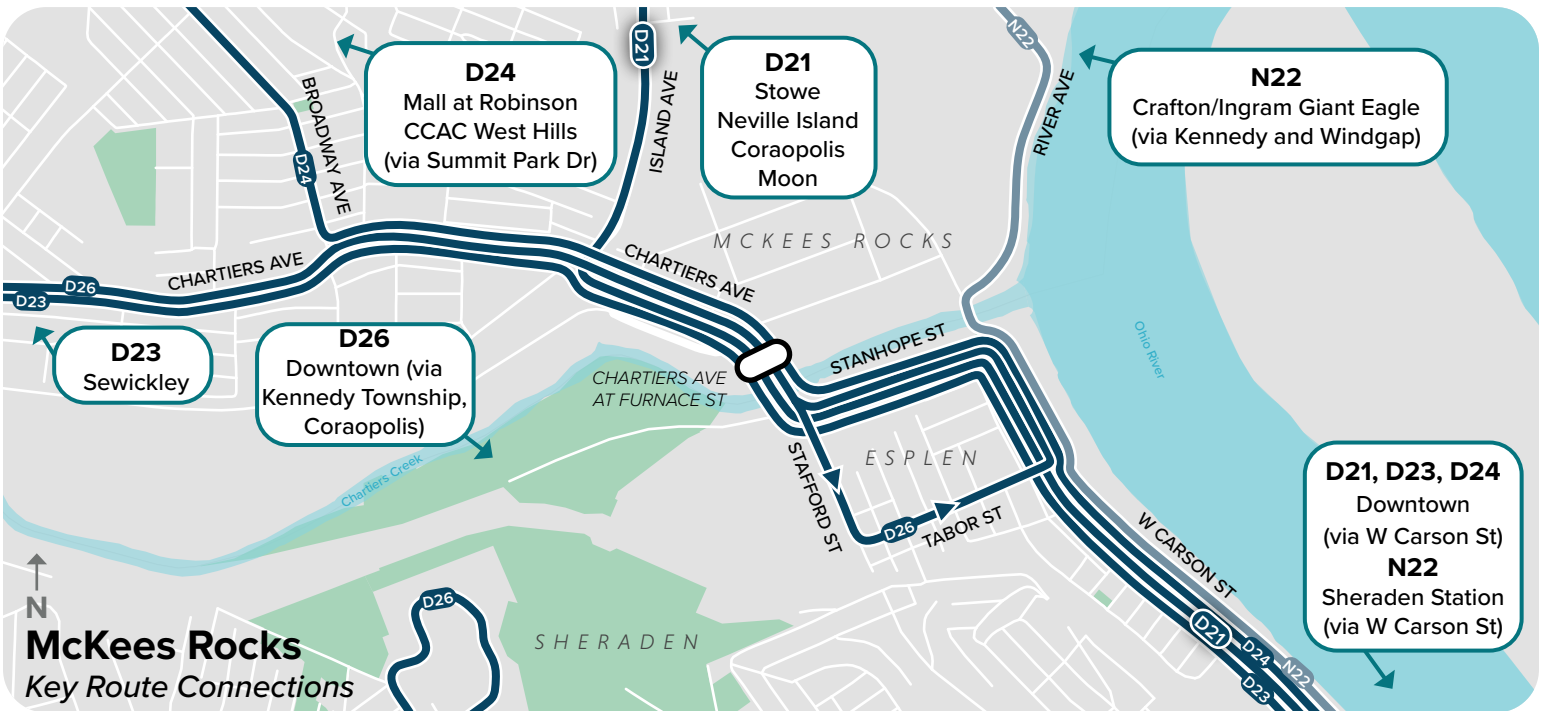 D24
Mall at Robinson
CCAC West Hills
(via Summit Park Dr)
D21
Stowe
Neville Island
Coraopolis
Moon
N22
Crafton/Ingram Giant Eagle
(via Kennedy and Windgap)
D21
N22
BROADWAY AVE
D24
ISLAND AVE
RIVER AVE
MCKEES ROCKS
CHARTIERS AVE
CHARTIERS AVE
D26
D23
D23
Sewickley
D26
Downtown (via
Kennedy Township,
Coraopolis)
CHARTIERS AVE
AT FURNACE ST
STANHOPE ST
Ohio River
Chartiers Creek
ESPLEN
STAFFORD ST
D26
TABOR ST
W CARSON ST
D21, D23, D24
Downtown
(via W Carson St)
N22
Sheraden Station
(via W Carson St)
D26
SHERADEN
D21
D24
N22
D23
N
McKees Rocks
Key Route Connections